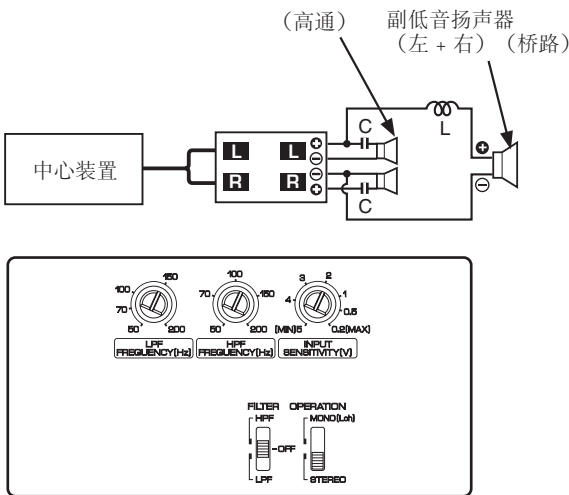 （高通）
副低音扬声器
（左 + 右）（桥路）
L
C
中心装置
L L
R R
C
100 150
70
50 200
LPF
FREQUENCY(Hz)
100
70 150
50 200
HPF
FREQUENCY(Hz)
3 2
4 1
0.5
(MIN)5 0.2(MAX)
INPUT
SENSITIVITY(V)
FILTER OPERATION
HPF MONO(Lch)
OFF
LPF STEREO